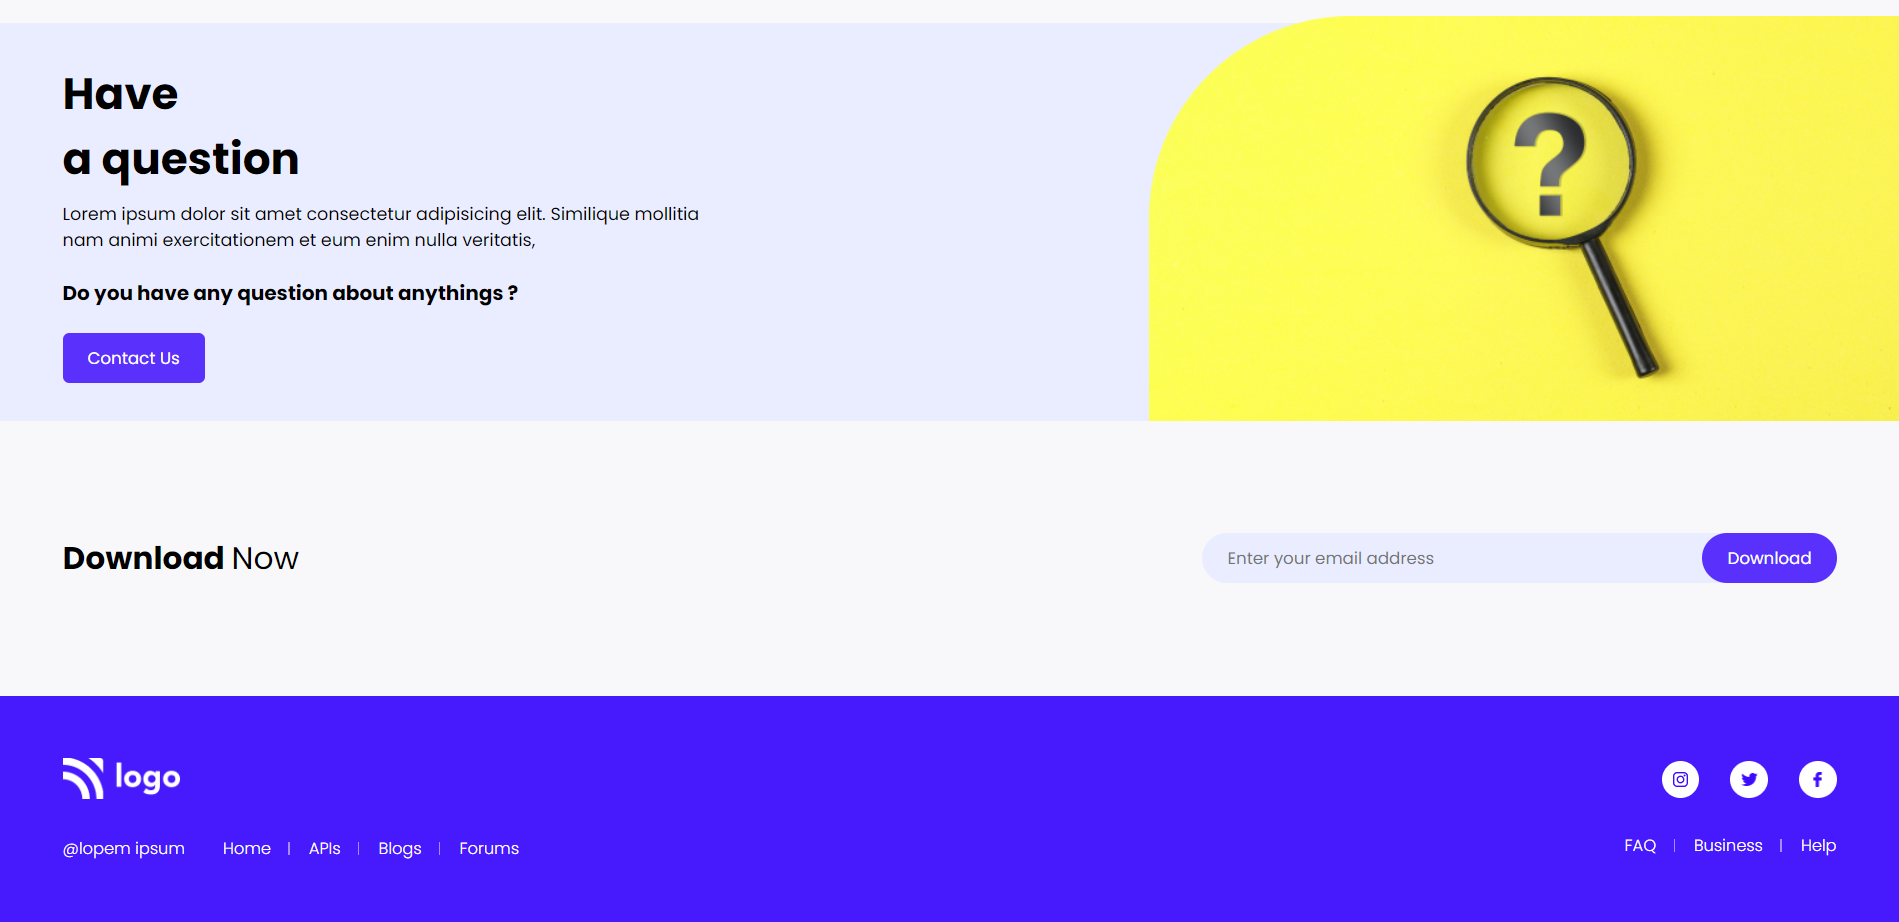 Have
a question
Lorem ipsum dolor sit amet consectetur adipisicing elit. Similique mollitia
nam animi exercitationem et eum enim nulla veritatis,
Do you have any question about anythings ?
Contact Us
?
Download Now
Enter your email address
Download
logo
@lopem ipsum
Home | APIs | Blogs | Forums
FAQ | Business | Help